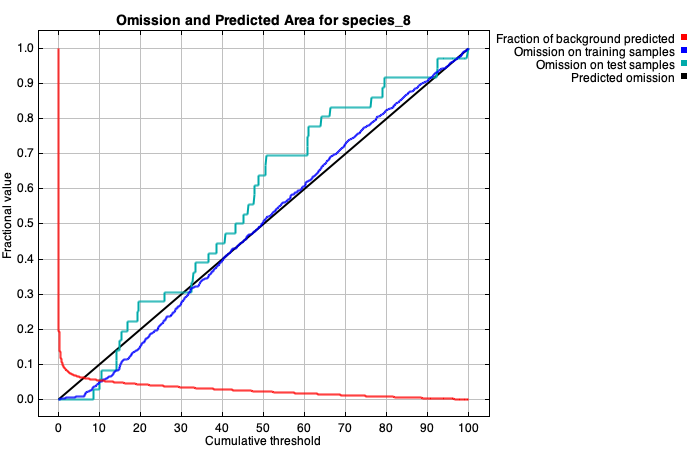 Omission and Predicted Area for species_8
Fraction of background predicted
Omission on training samples
Omission on test samples
Predicted omission
Fractional value
1.0
0.9
0.8
0.7
0.6
0.5
0.4
0.3
0.2
0.1
0.0
0 10 20 30 40 50 60 70 80 90 100
Cumulative threshold